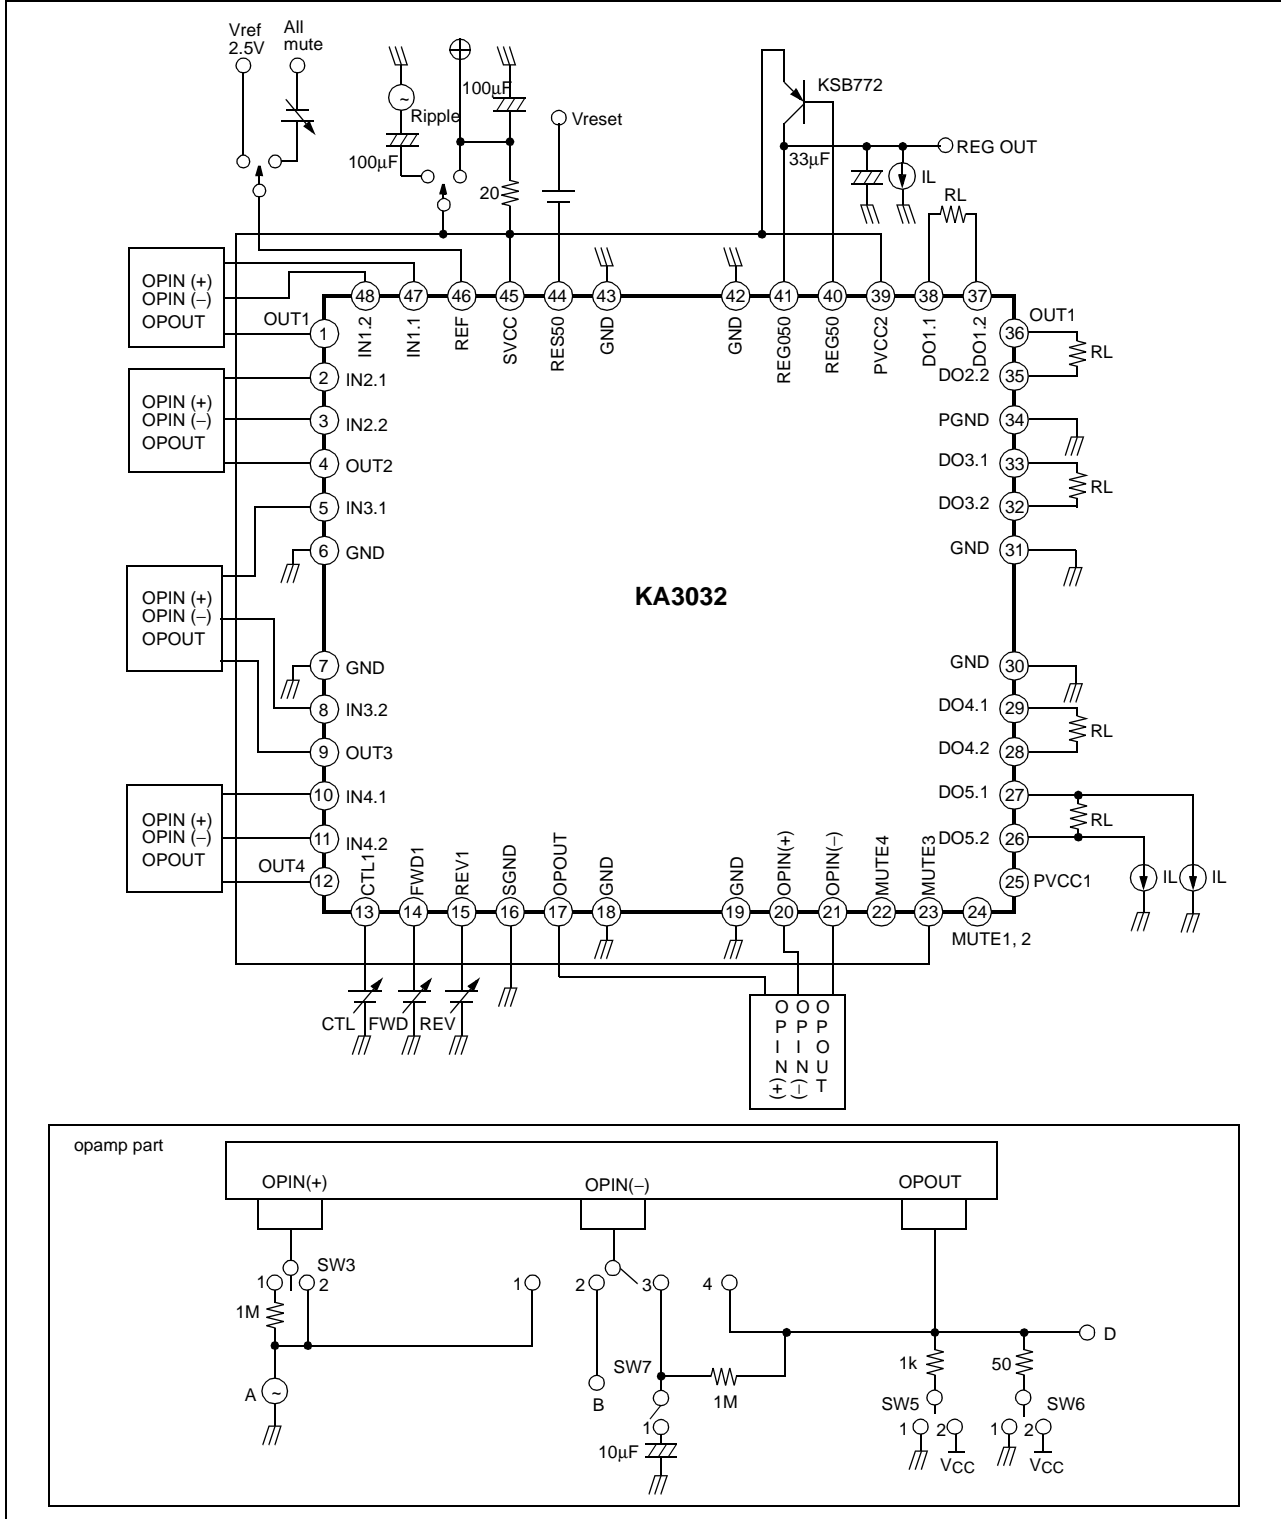 Vref
2.5V
All
mute
~
Ripple
100µF
100µF
Vreset
KSB772
REG OUT
33µF
IL
RL
20
OPIN (+)
OPIN (−)
OPOUT
48
47
46
45
44
43
42
41
40
39
38
37
IN1.2
IN1.1
REF
SVCC
RES50
GND
GND
REG050
REG50
PVCC2
DO1.1
DO1.2
OUT1
1
2
IN2.1
OPIN (+)
OPIN (−)
OPOUT
3
IN2.2
4
OUT2
5
IN3.1
6
GND
OPIN (+)
OPIN (−)
OPOUT
7
GND
8
IN3.2
9
OUT3
10
IN4.1
OPIN (+)
OPIN (−)
OPOUT
11
IN4.2
OUT4
12
KA3032
OUT1
36
RL
DO2.2
35
PGND
34
DO3.1
33
RL
DO3.2
32
GND
31
GND
30
DO4.1
29
RL
DO4.2
28
DO5.1
27
RL
DO5.2
26
25
PVCC1
IL
IL
CTL1
FWD1
REV1
SGND
OPOUT
GND
GND
OPIN(+)
OPIN(−)
MUTE4
MUTE3
13
14
15
16
17
18
19
20
21
22
23
24
MUTE1, 2
CTL
FWD
REV
OPIN(+)
OPIN(−)
OPOUT
opamp part
OPIN(+)
OPIN(−)
OPOUT
SW3
1
2
1
2
3
4
1M
A
~
B
SW7
1M
1
10µF
D
1k
50
SW5
SW6
1
2
1
2
VCC
VCC